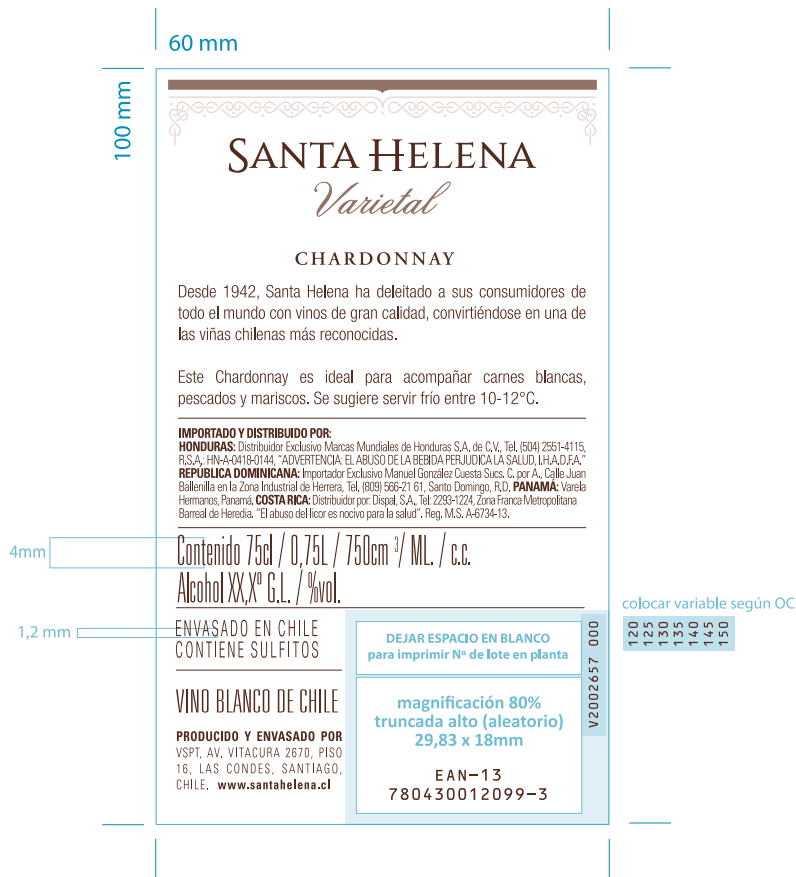 60 mm
100 mm
SANTA HELENA
Varietal
CHARDONNAY
Desde 1942, Santa Helena ha deleitado a sus consumidores de
todo el mundo con vinos de gran calidad, convirtiéndose en una de
las viñas chilenas más reconocidas.
Este Chardonnay es ideal para acompañar carnes blancas,
pescados y mariscos. Se sugiere servir frío entre 10-12°C.
IMPORTADO Y DISTRIBUIDO POR:
HONDURAS: Distribuidor Exclusivo Marcas Mundiales de Honduras S.A. de C.V., Tel. (504) 2551-4115,
R.S.A.: HN-A-0418-0144, "ADVERTENCIA: EL ABUSO DE LA BEBIDA PERJUDICA LA SALUD, I.H.A.D.F.A."
REPÚBLICA DOMINICANA: Importador Exclusivo Manuel González Cuesta Sucs. C. por A., Calle Juan
Ballenilla en la Zona Industrial de Herrera, Tel. (809) 566-21 61, Santo Domingo, R.D. PANAMÁ: Varela
Hermanos, Panamá. COSTA RICA: Distribuidor por: Dispal, S.A., Tel: 2293-1224, Zona Franca Metropolitana
Barreal de Heredia. "El abuso del licor es nocivo para la salud". Reg. M.S. A-6734-13.
4mm
Contenido 75cl / 0,75L / 750cm ³/ ML. / c.c.
Alcohol XX,Xº G.L. / %vol.
1,2 mm
ENVASADO EN CHILE
CONTIENE SULFITOS
VINO BLANCO DE CHILE
PRODUCIDO Y ENVASADO POR
VSPT, AV. VITACURA 2670, PISO
16, LAS CONDES, SANTIAGO,
CHILE. www.santahelena.cl
DEJAR ESPACIO EN BLANCO
para imprimir Nº de lote en planta
magnificación 80%
truncada alto (aleatorio)
29,83 x 18mm
EAN-13
780430012099-3
V2002657 000
colocar variable según OC
120
125
130
135
140
145
150